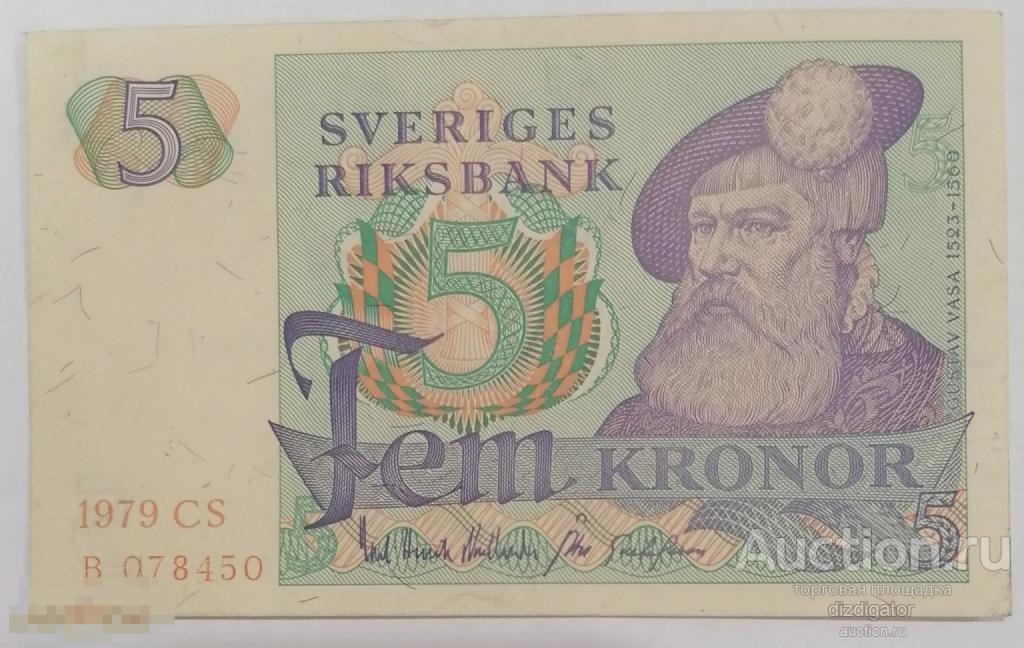 5
SVERIGES
RIKSBANK
5
5
GUSTAV VASA 1523-1560
Fem KRONOR
1979 CS
B 078450
5
5
Auction.ru
торговая площадка
dizdigator
auction.ru